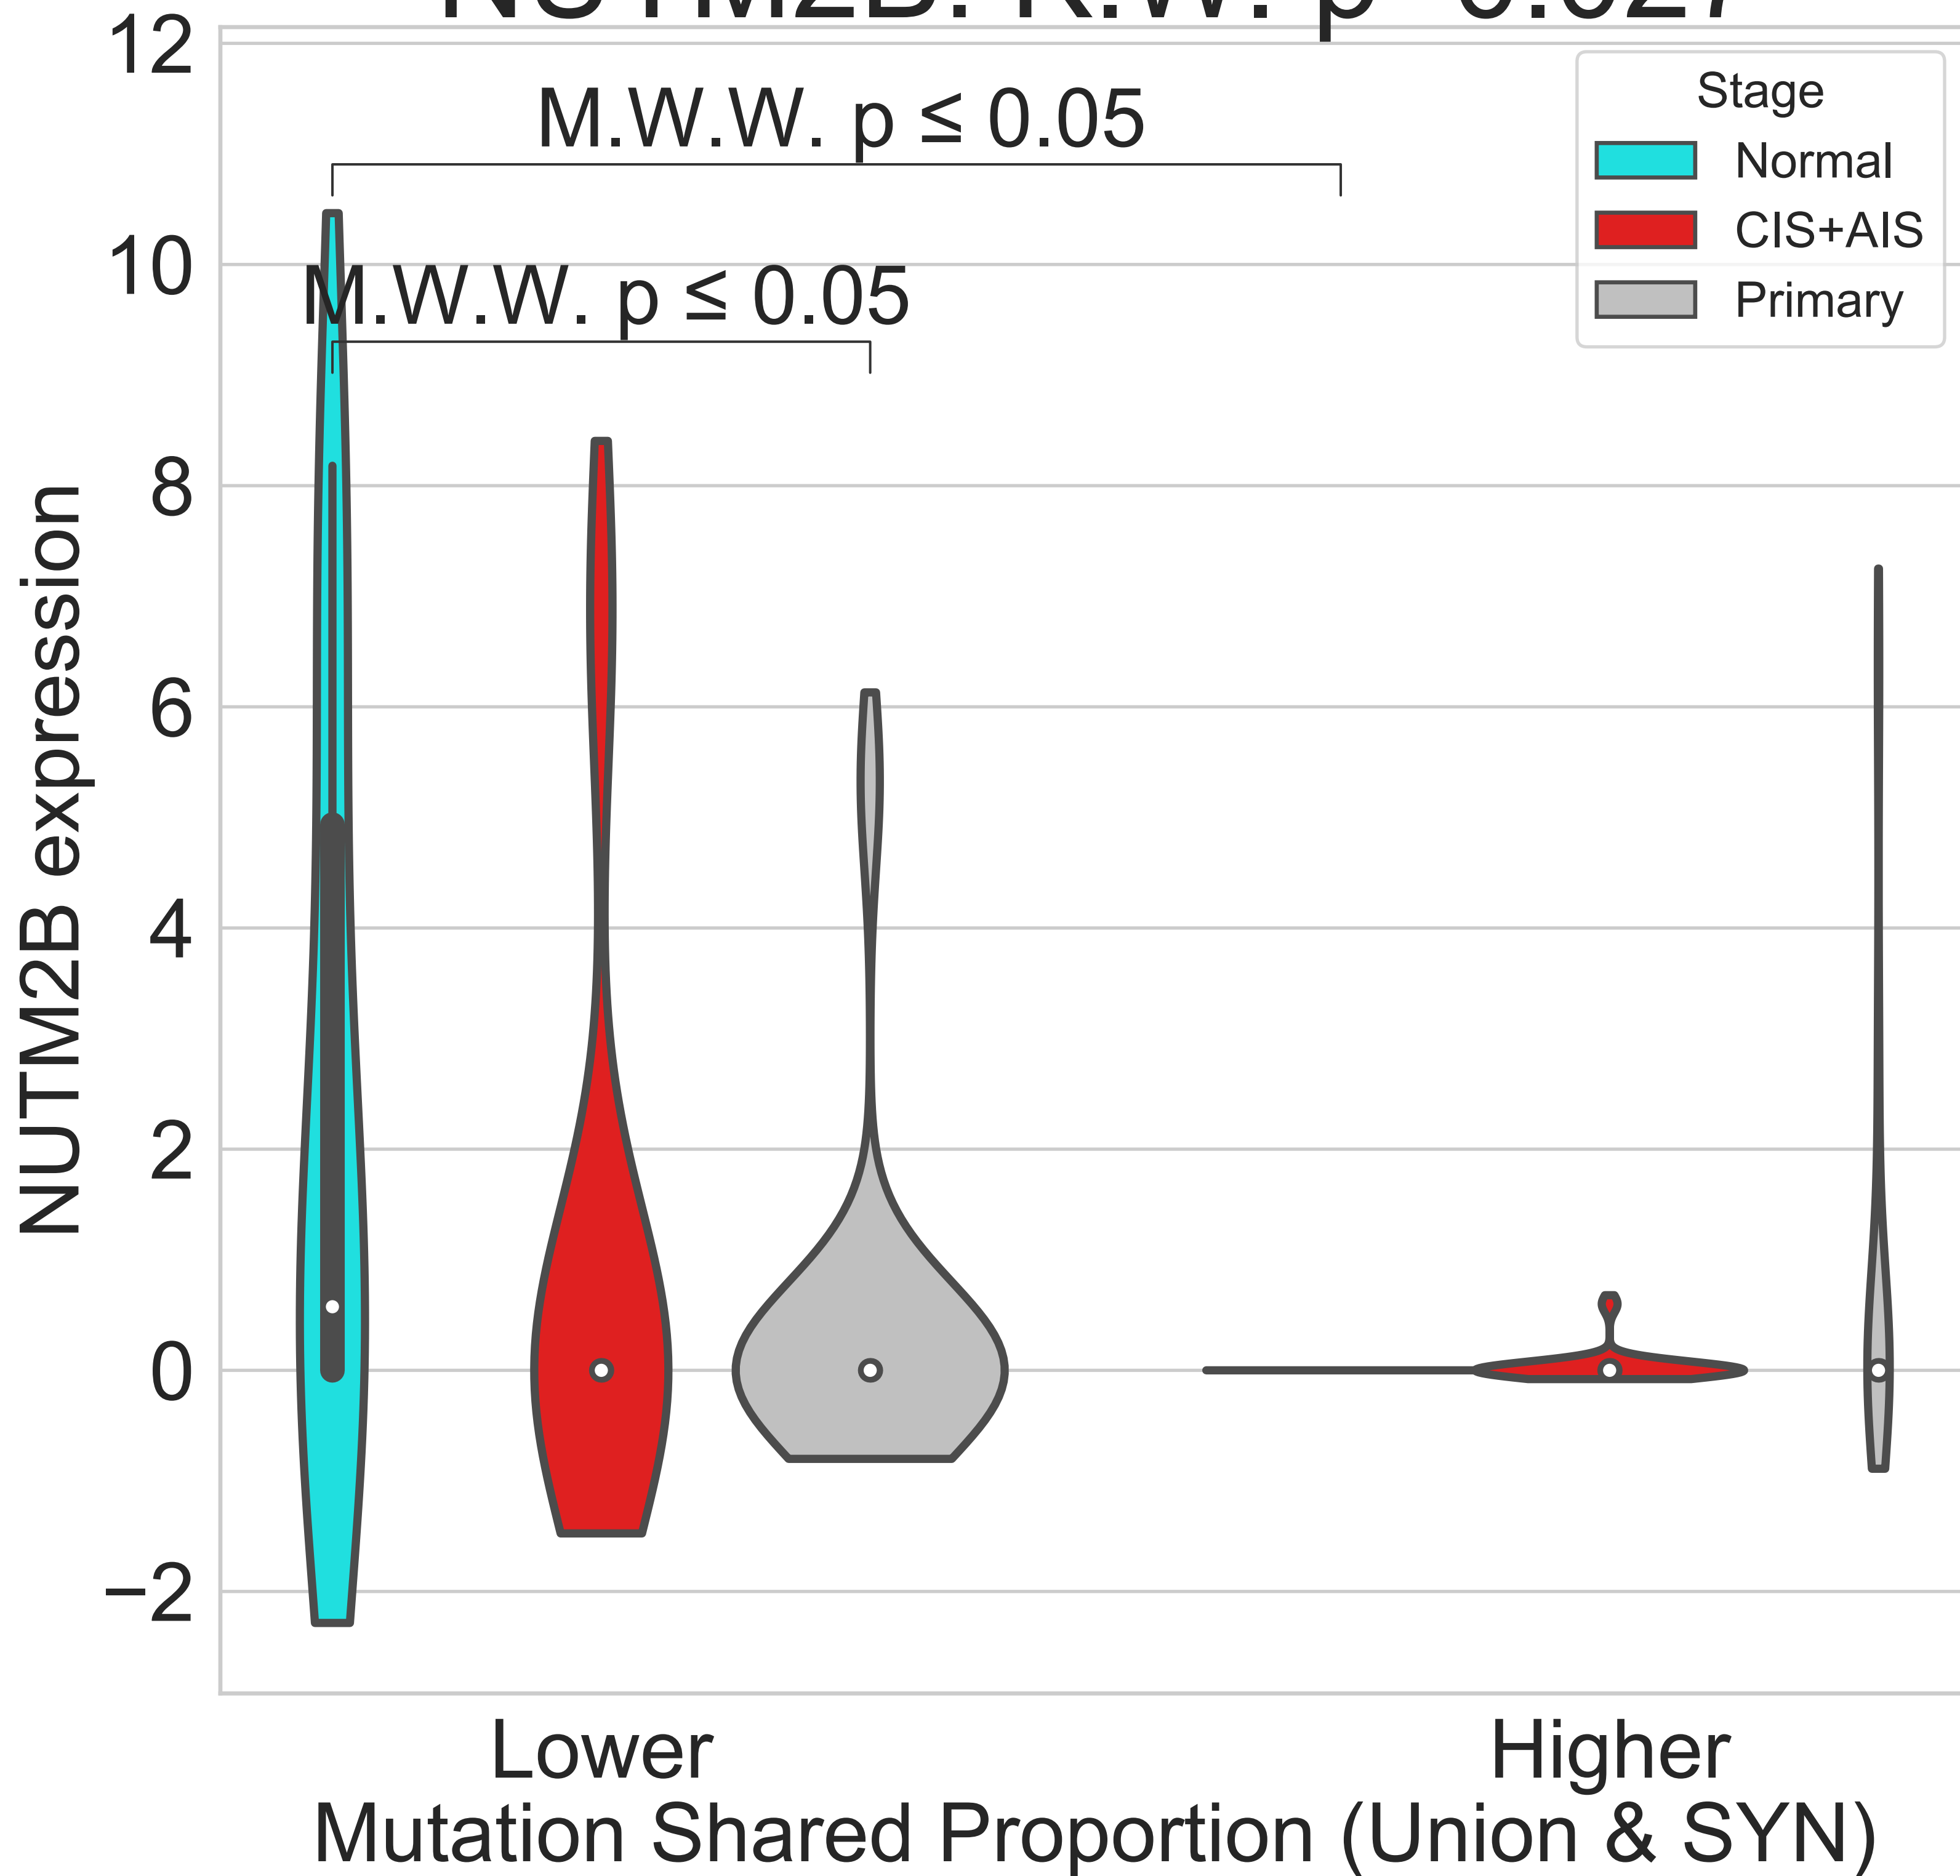 12
M.W.W. p ≤ 0.05
Stage
Normal
CIS+AIS
Primary
10
M.W.W. p ≤ 0.05
8
6
4
2
0
−2
NUTM2B expression
Lower
Higher
Mutation Shared Proportion (Union & SYN)